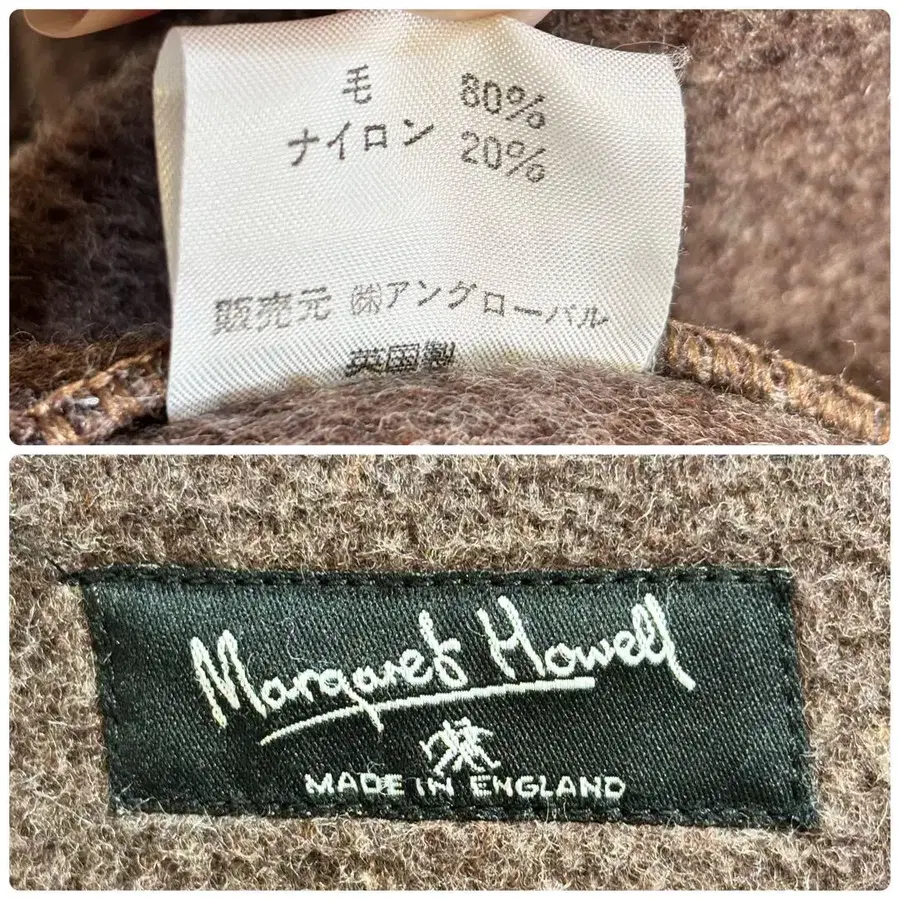 毛 80%
ナイロン 20%
販売元 ㈱アングローバル
英国製
Margaret Howell
MADE IN ENGLAND